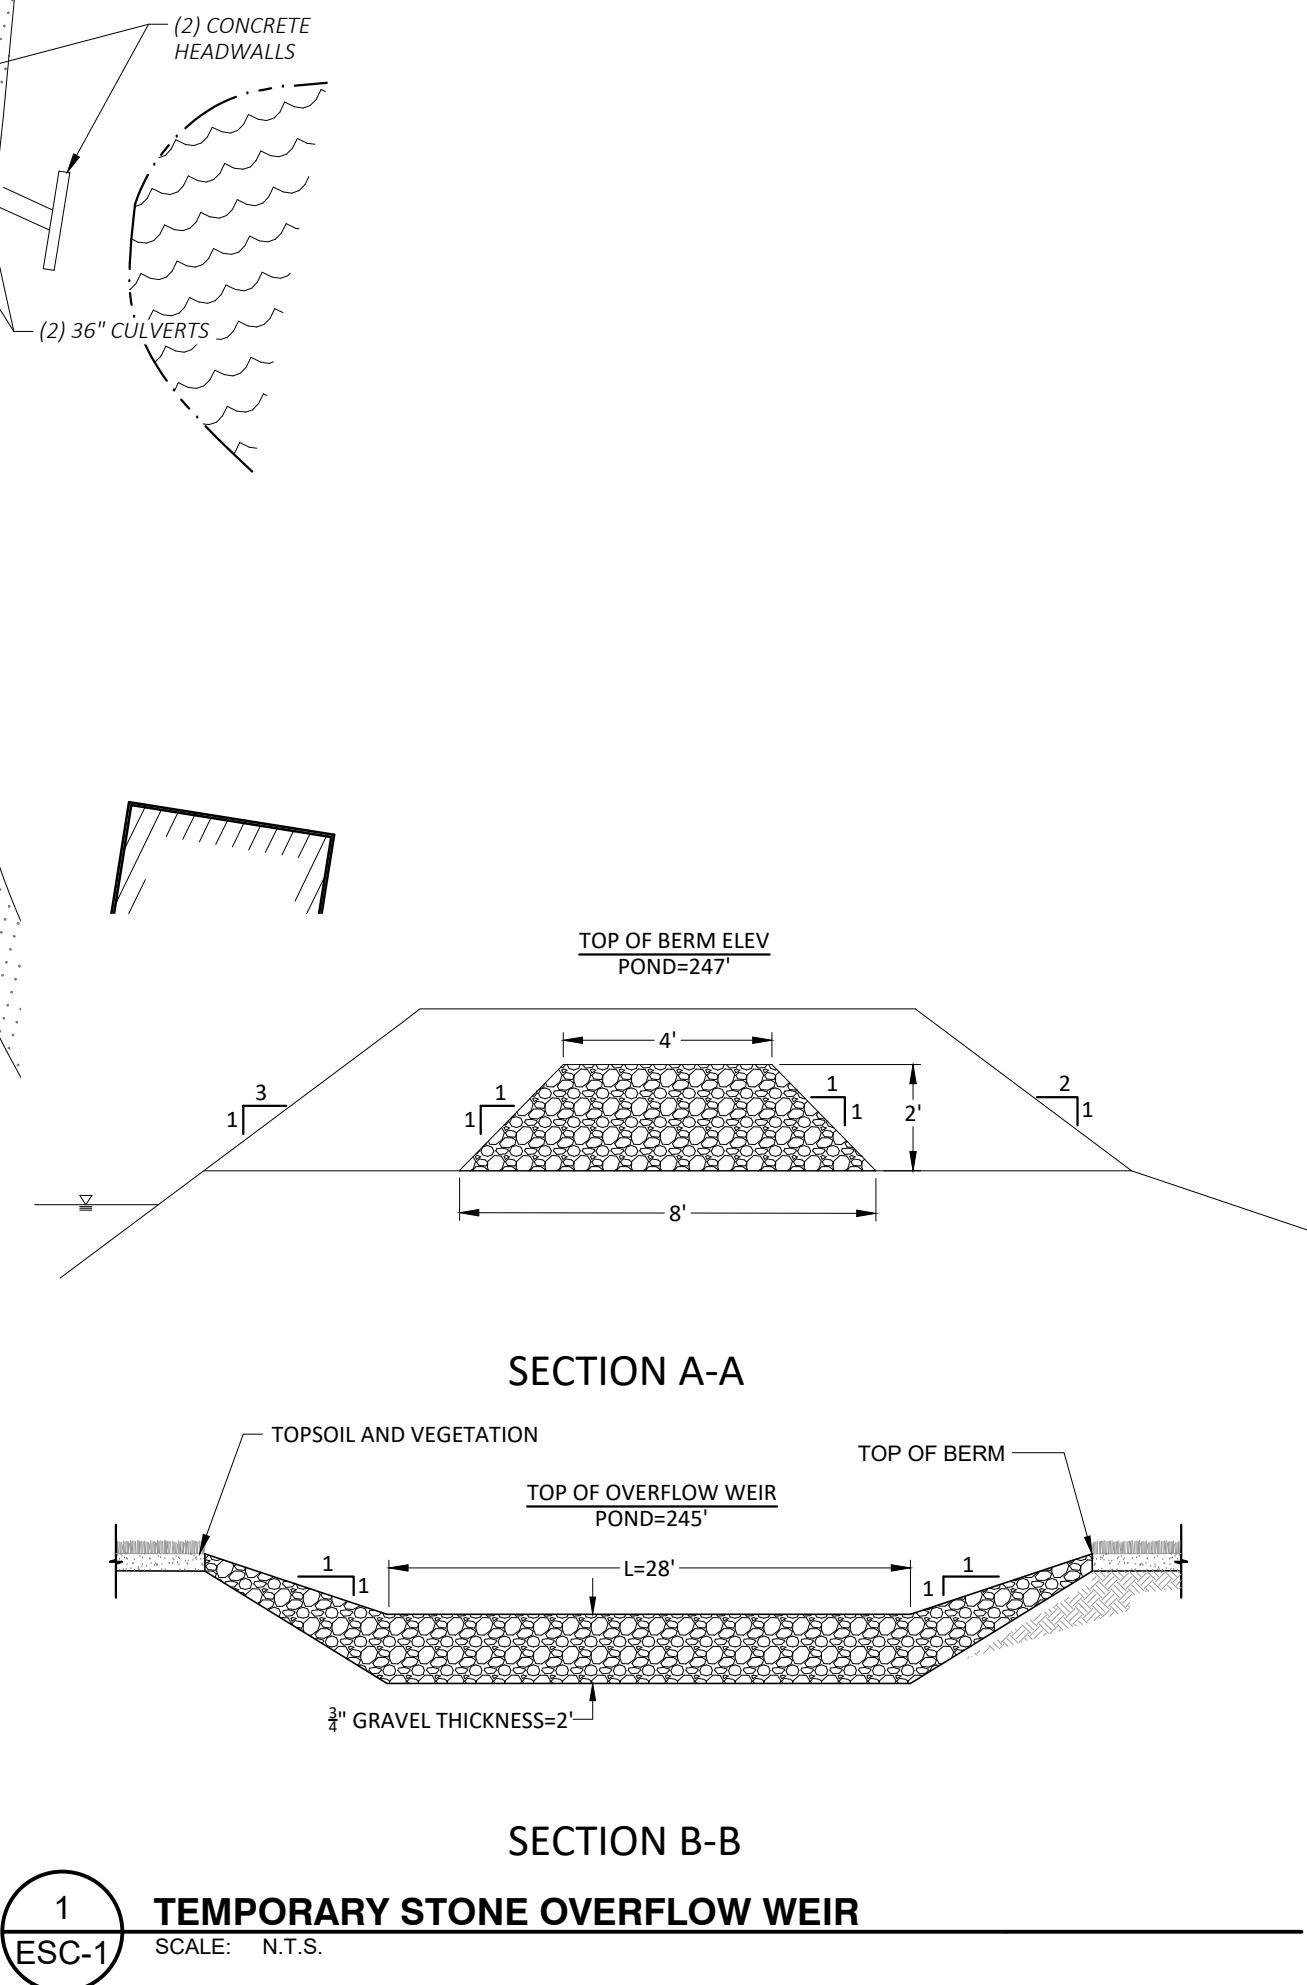 (2) CONCRETE
HEADWALLS
(2) 36" CULVERTS
TOP OF BERM ELEV
POND=247'
4'
3
1
1
1
1
1
2
1
2'
8'
SECTION A-A
TOPSOIL AND VEGETATION
TOP OF BERM
TOP OF OVERFLOW WEIR
POND=245'
1
1
L=28'
1
1
3/4" GRAVEL THICKNESS=2'
SECTION B-B
1
ESC-1
TEMPORARY STONE OVERFLOW WEIR
SCALE: N.T.S.